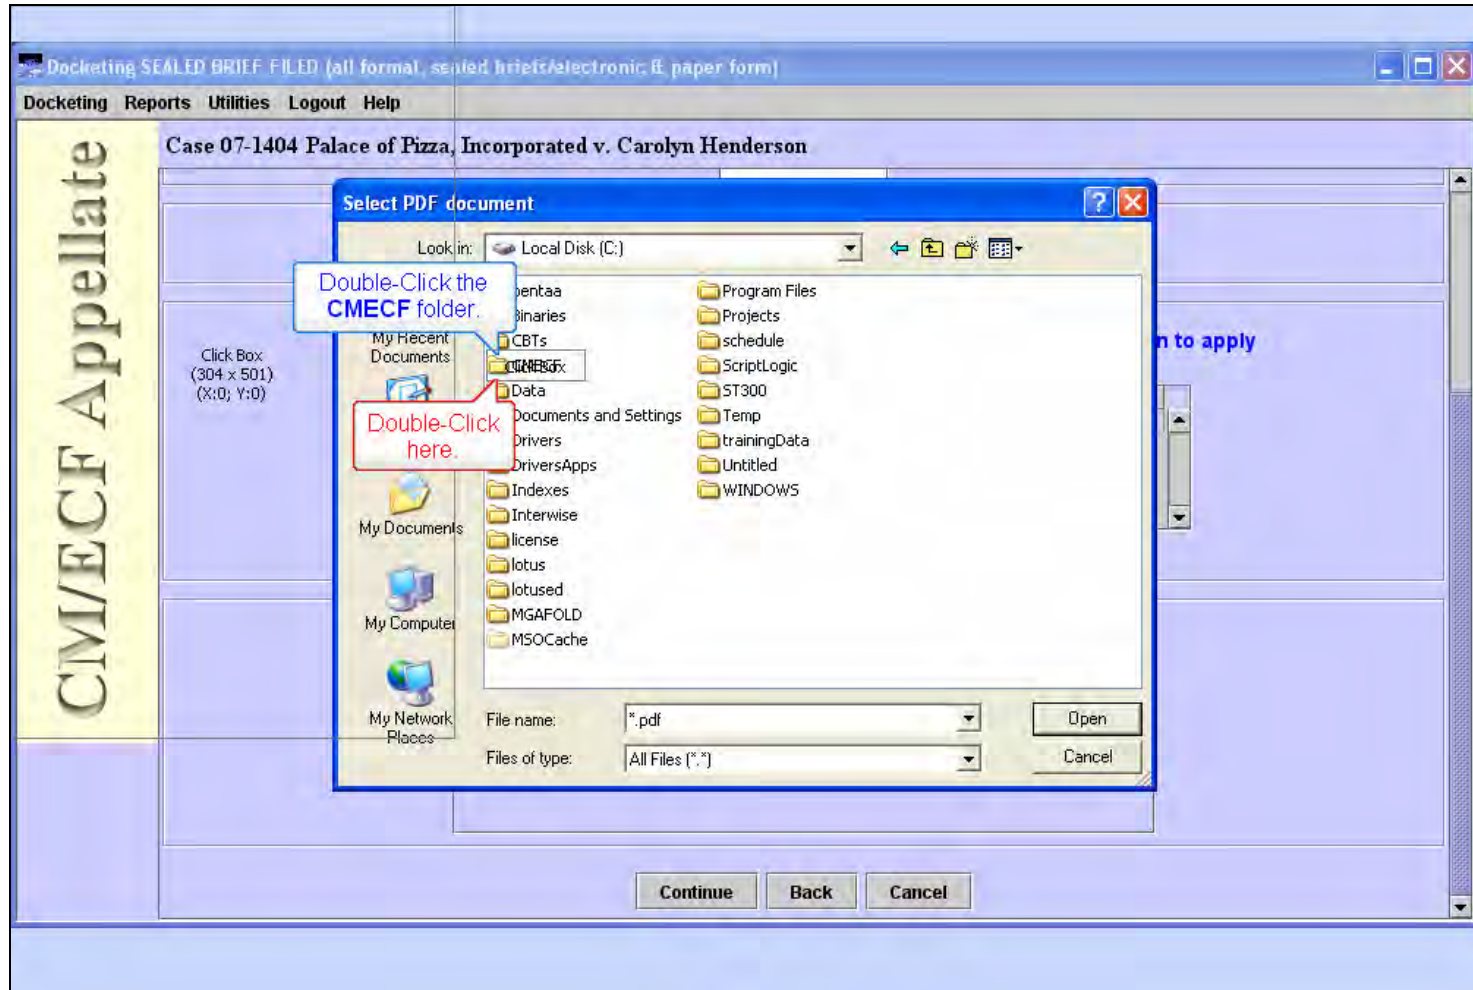 Docketing SEALED BRIEF FILED (all formal, sealed briefs/electronic & paper form)
Docketing Reports Utilities Logout Help
CM/ECF Appellate
Case 07-1404 Palace of Pizza, Incorporated v. Carolyn Henderson
Select PDF document
Look in: Local Disk (C:)
Double-Click the
CMECF folder.
Binaries
CBTs
CMECF
Click Box
Data
Documents and Settings
Drivers
DriversApps
Indexes
Interwise
license
lotus
lotused
MGAFOLD
MSOCache
Program Files
Projects
schedule
ScriptLogic
ST300
Temp
trainingData
Untitled
WINDOWS
Double-Click
here.
My Recent
Documents
My Documents
My Computer
My Network
Places
Click Box
(304 x 501)
(X:0; Y:0)
to apply
File name: *.pdf Open
Files of type: All Files (*.*) Cancel
Continue Back Cancel